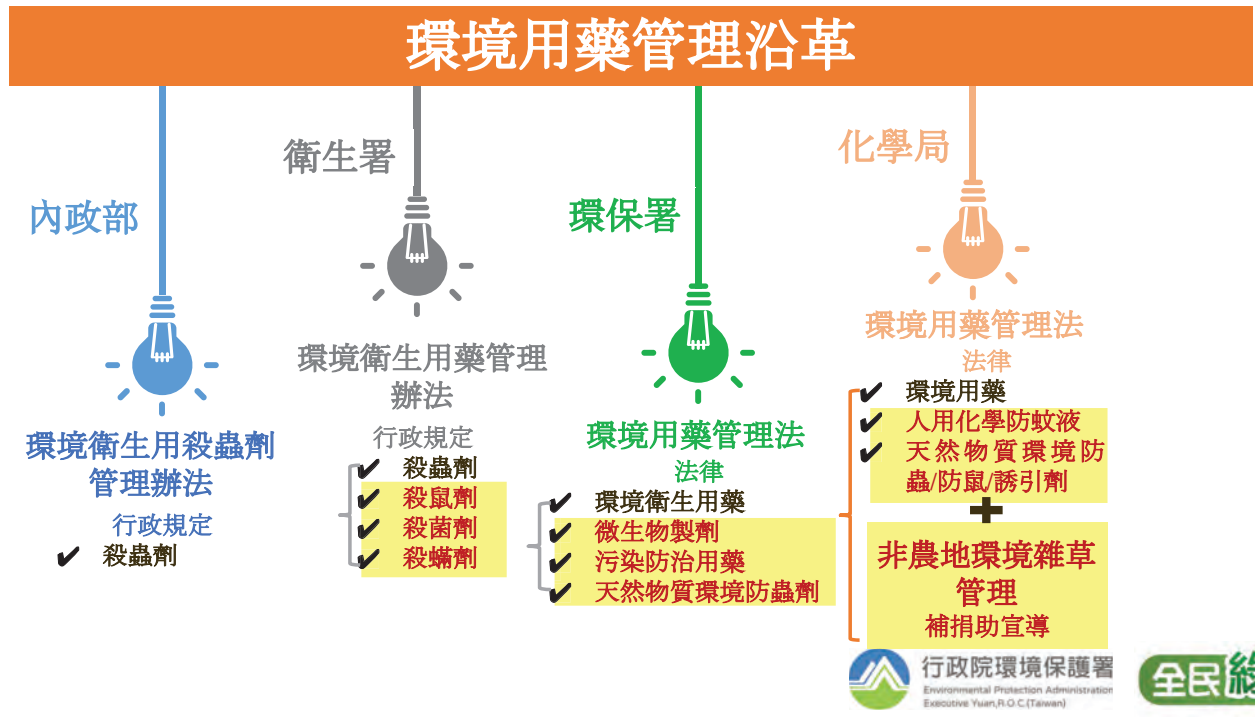 環境用藥管理沿革
內政部
環境衛生用殺蟲劑
管理辦法
行政規定
✔ 殺蟲劑
衛生署
環境衛生用藥管理
辦法
行政規定
✔ 殺蟲劑
✔ 殺鼠劑
✔ 殺菌劑
✔ 殺蟎劑
環保署
環境用藥管理法
法律
✔ 環境衛生用藥
✔ 微生物製劑
✔ 污染防治用藥
✔ 天然物質環境防蟲劑
化學局
環境用藥管理法
法律
✔ 環境用藥
✔ 人用化學防蚊液
✔ 天然物質環境防
蟲/防鼠/誘引劑
+
非農地環境雜草
管理
補捐助宣導
行政院環境保護署
Environmental Protection Administration
Executive Yuan,R.O.C.(Taiwan)
全民綠